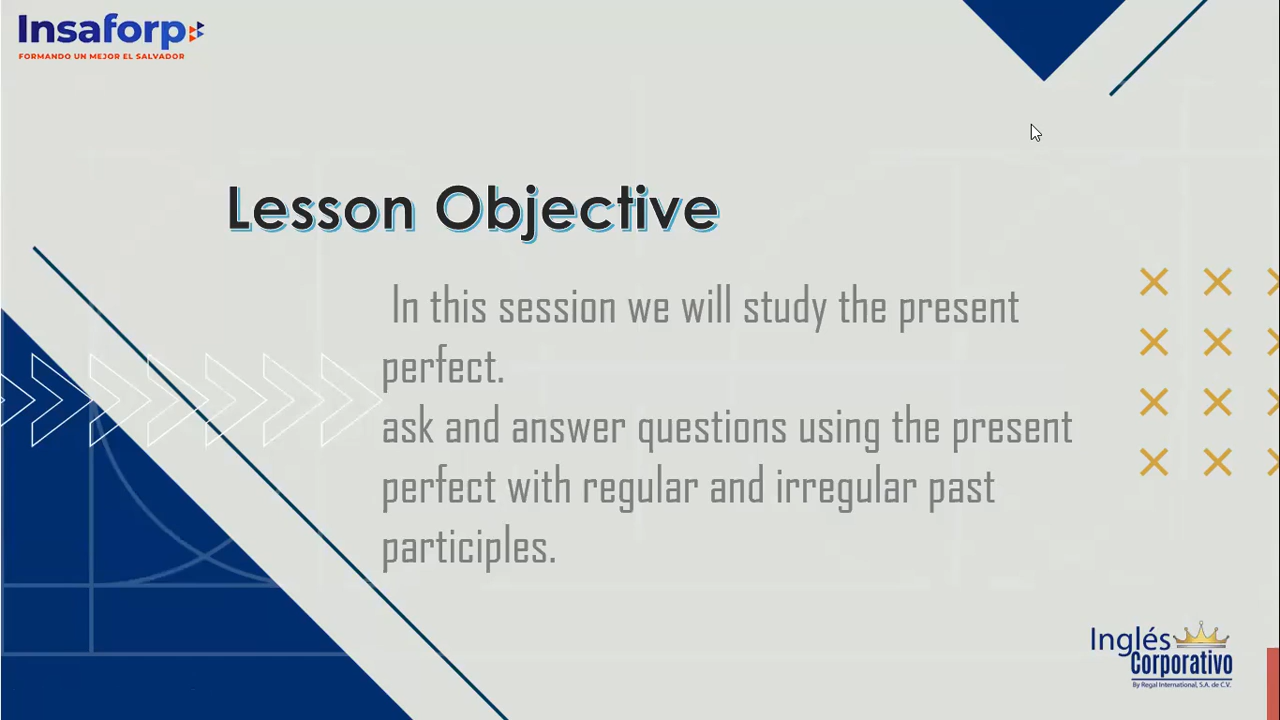 Insaforp
FORMANDO UN MEJOR EL SALVADOR
Lesson Objective
In this session we will study the present
perfect.
ask and answer questions using the present
perfect with regular and irregular past
participles.
Inglés
Corporativo
By Regal International, S.A. de C.V.